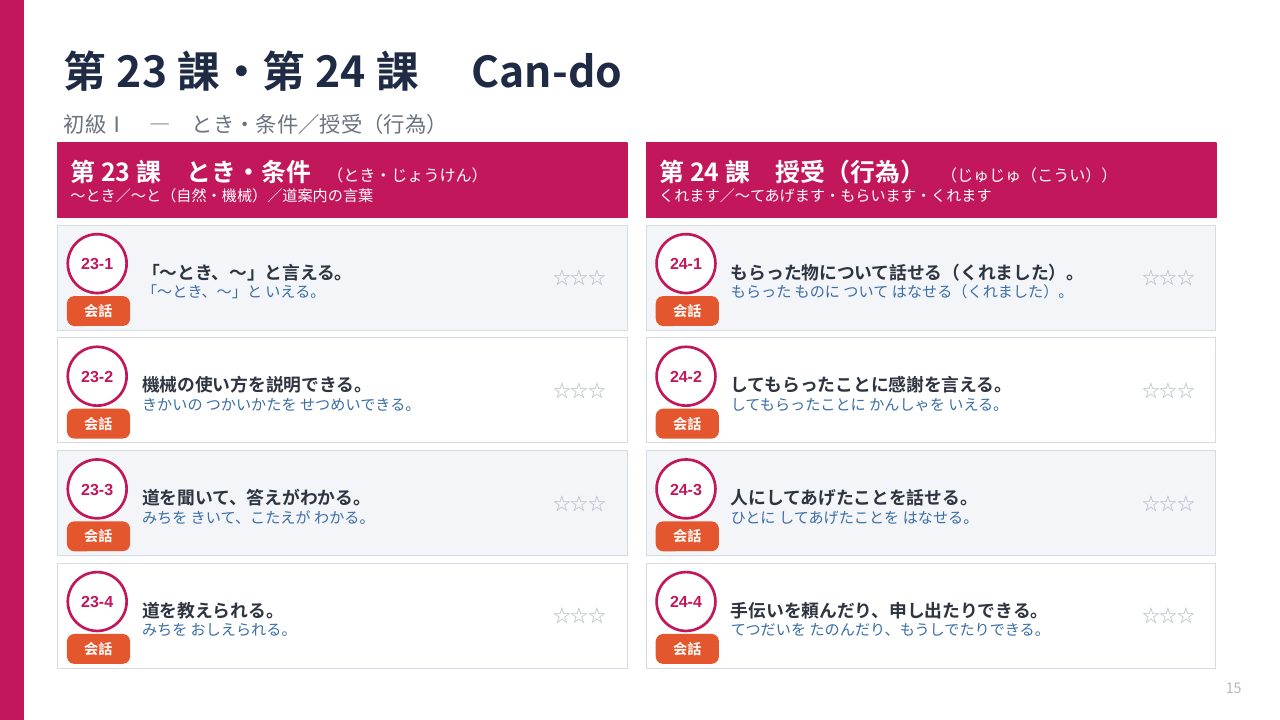 第 23 課・第 24 課　Can-do
初級Ⅰ　―　とき・条件／授受（行為）
第 23 課　とき・条件　（とき・じょうけん）
～とき／～と（自然・機械）／道案内の言葉
23-1
会話
「～とき、～」と言える。
「～とき、～」と いえる。
☆☆☆
23-2
会話
機械の使い方を説明できる。
きかいの つかいかたを せつめいできる。
☆☆☆
23-3
会話
道を聞いて、答えがわかる。
みちを きいて、こたえが わかる。
☆☆☆
23-4
会話
道を教えられる。
みちを おしえられる。
☆☆☆
第 24 課　授受（行為）　（じゅじゅ（こうい））
くれます／～てあげます・もらいます・くれます
24-1
会話
もらった物について話せる（くれました）。
もらった ものに ついて はなせる（くれました）。
☆☆☆
24-2
会話
してもらったことに感謝を言える。
してもらったことに かんしゃを いえる。
☆☆☆
24-3
会話
人にしてあげたことを話せる。
ひとに してあげたことを はなせる。
☆☆☆
24-4
会話
手伝いを頼んだり、申し出たりできる。
てつだいを たのんだり、もうしでたりできる。
☆☆☆
15